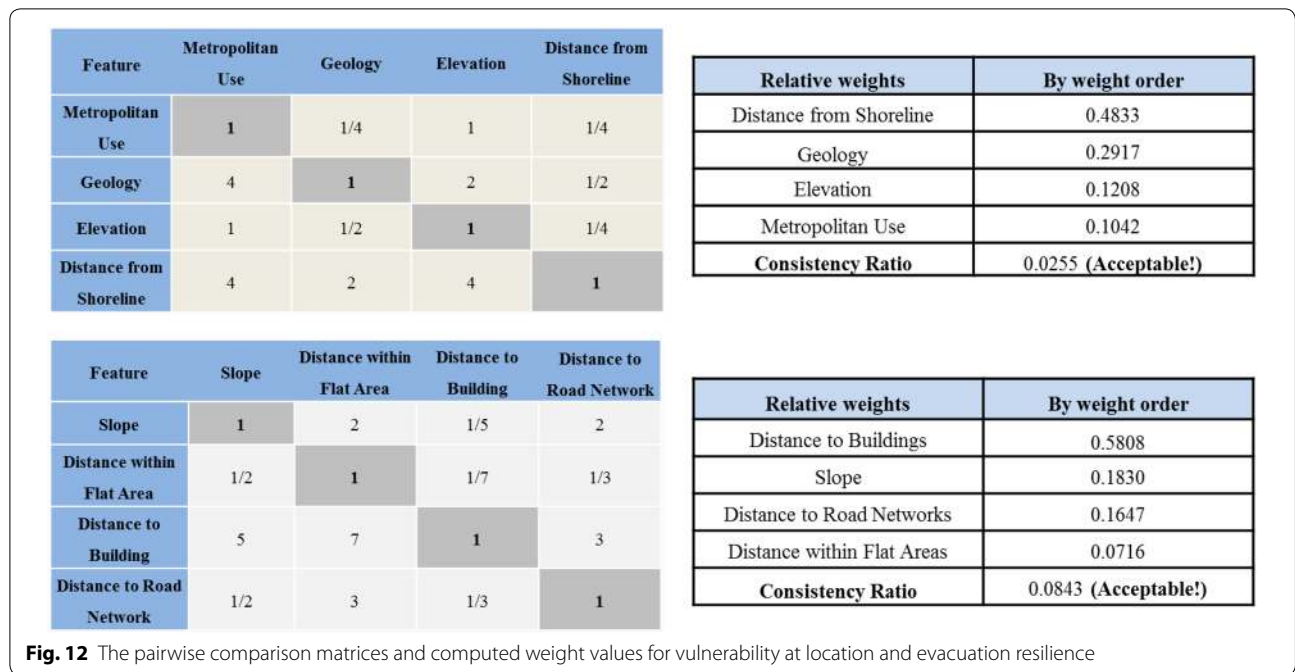 Feature Metropolitan Use Geology Elevation Distance from Shoreline
Metropolitan Use 1 1/4 1 1/4
Geology 4 1 2 1/2
Elevation 1 1/2 1 1/4
Distance from Shoreline 4 2 4 1
Relative weights By weight order
Distance from Shoreline 0.4833
Geology 0.2917
Elevation 0.1208
Metropolitan Use 0.1042
Consistency Ratio 0.0255 (Acceptable!)
Feature Slope Distance within Flat Area Distance to Building Distance to Road Network
Slope 1 2 1/5 2
Distance within Flat Area 1/2 1 1/7 1/3
Distance to Building 5 7 1 3
Distance to Road Network 1/2 3 1/3 1
Relative weights By weight order
Distance to Buildings 0.5808
Slope 0.1830
Distance to Road Networks 0.1647
Distance within Flat Areas 0.0716
Consistency Ratio 0.0843 (Acceptable!)
Fig. 12 The pairwise comparison matrices and computed weight values for vulnerability at location and evacuation resilience